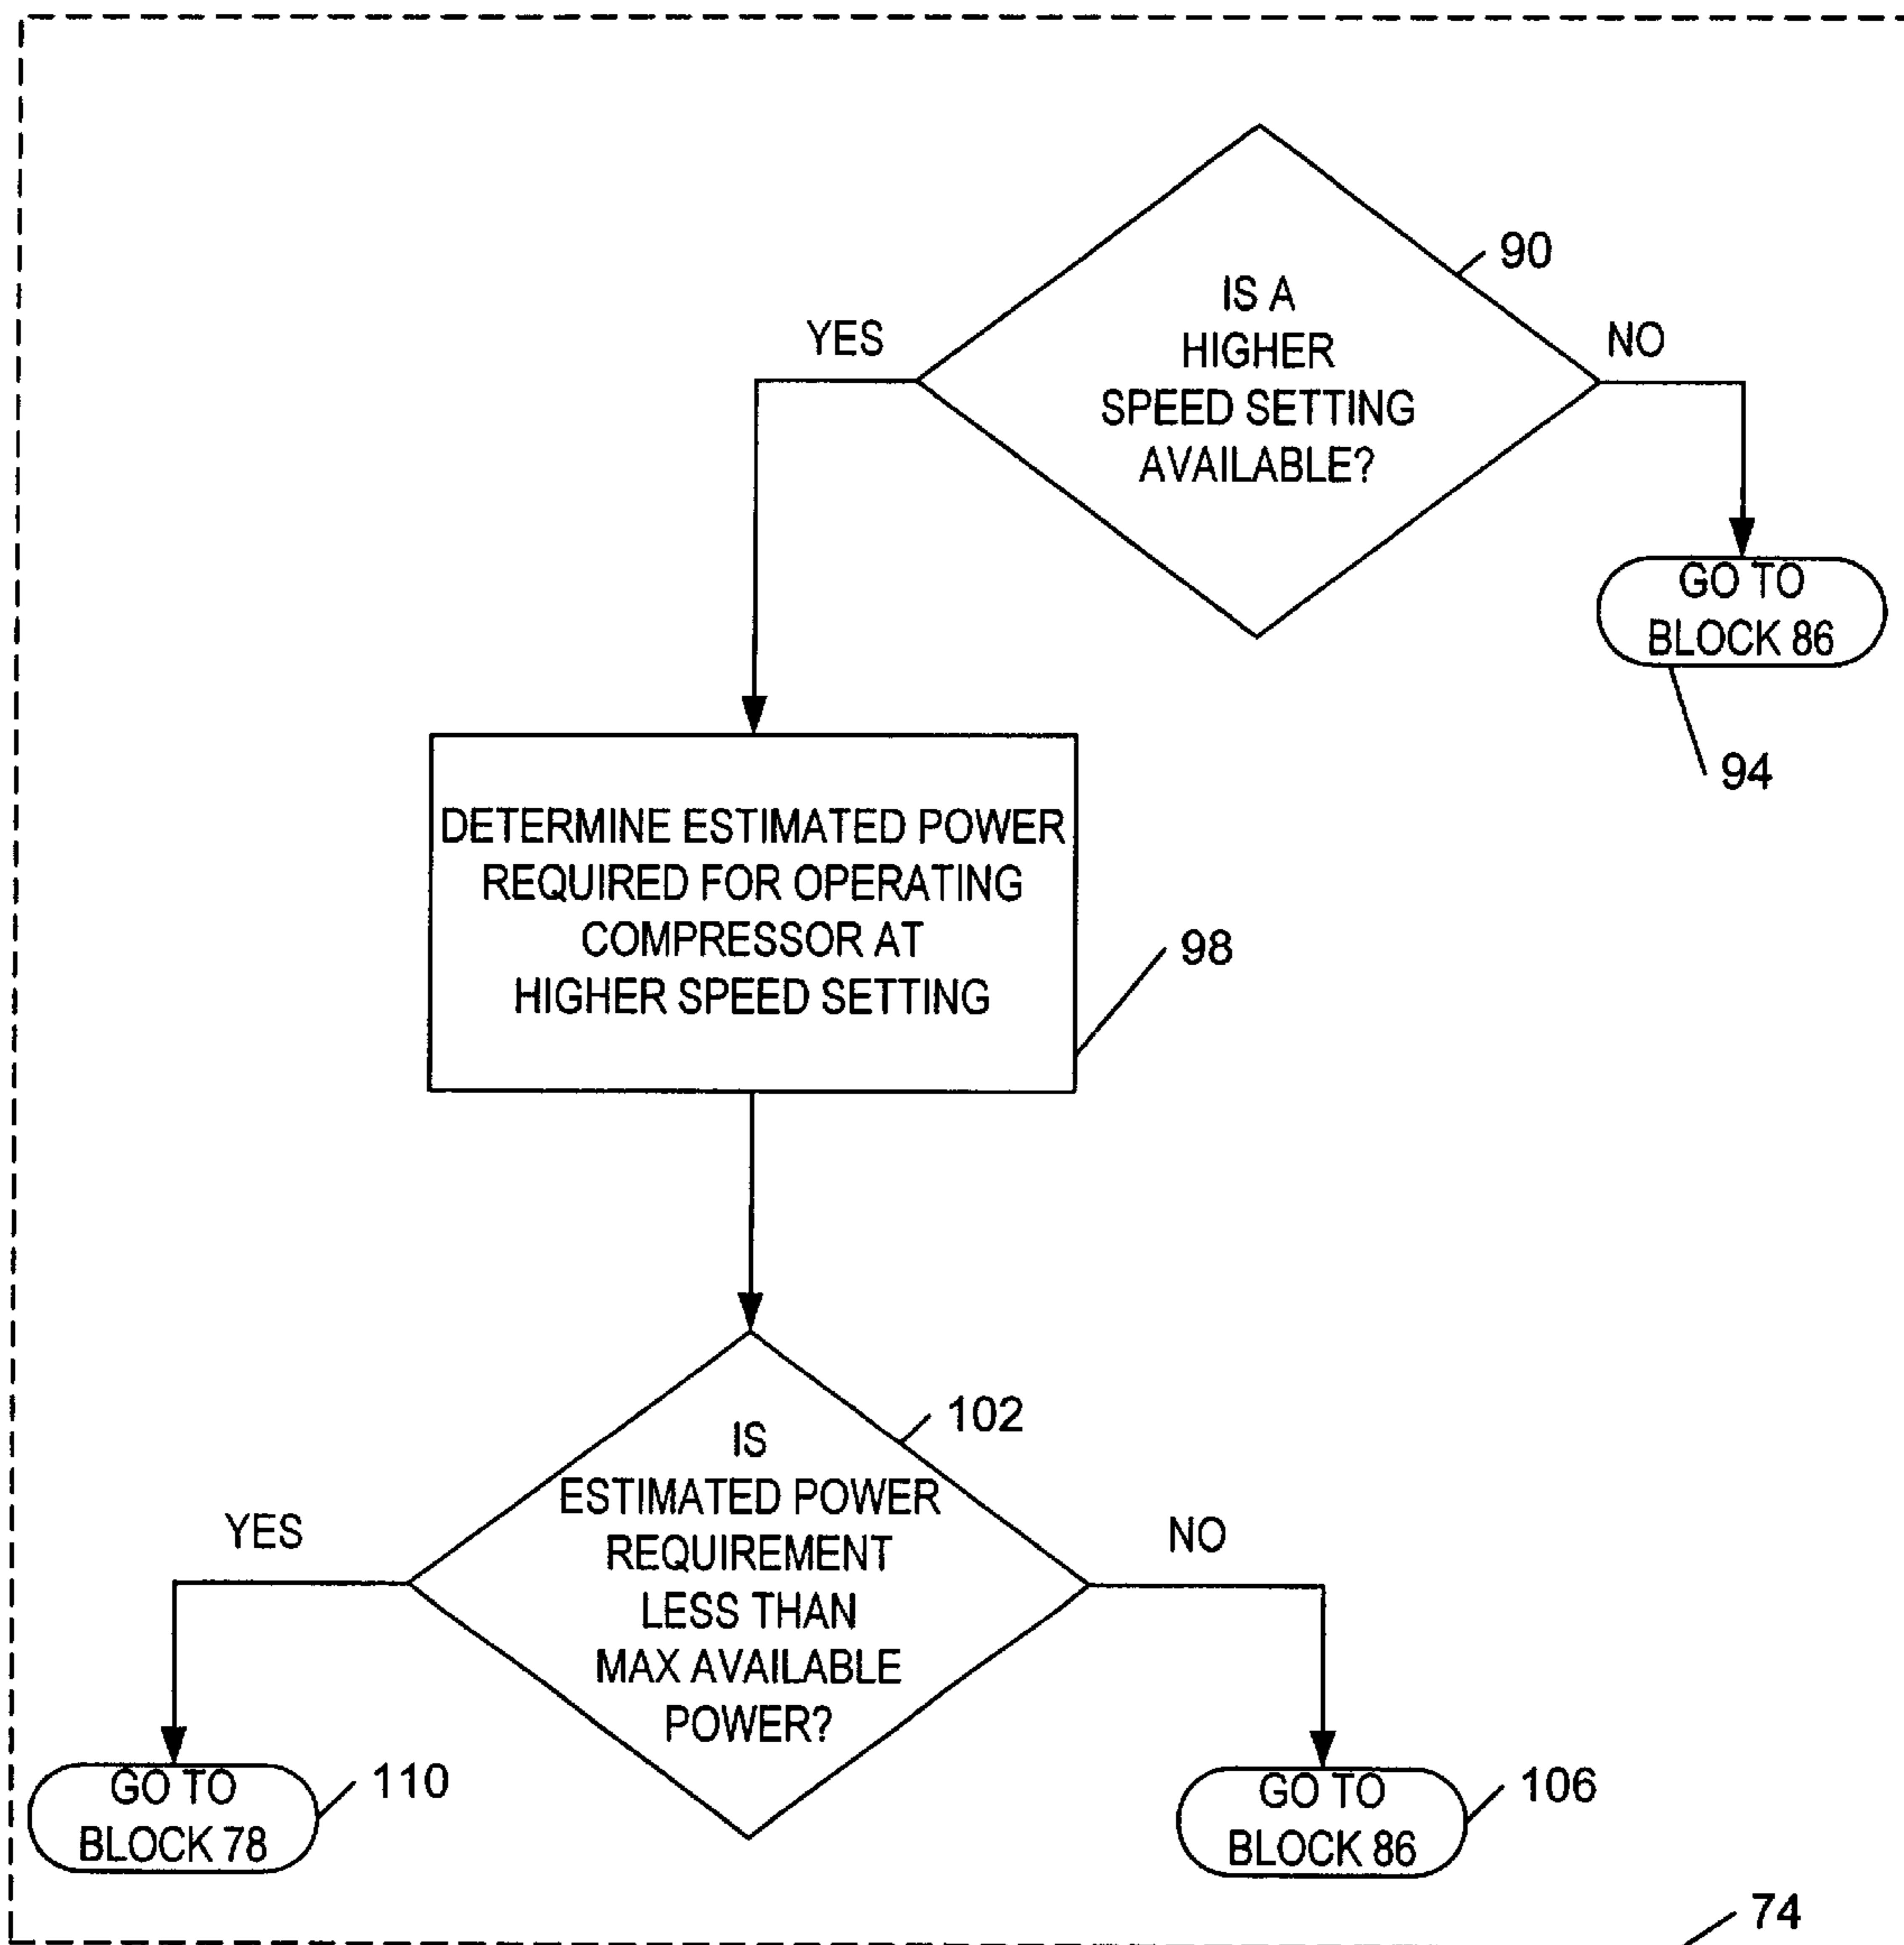 90
IS A
HIGHER
SPEED SETTING
AVAILABLE?
YES
NO
GO TO
BLOCK 86
94
DETERMINE ESTIMATED POWER
REQUIRED FOR OPERATING
COMPRESSOR AT
HIGHER SPEED SETTING
98
102
IS
ESTIMATED POWER
REQUIREMENT
LESS THAN
MAX AVAILABLE
POWER?
YES
NO
GO TO
BLOCK 78
110
GO TO
BLOCK 86
106
74